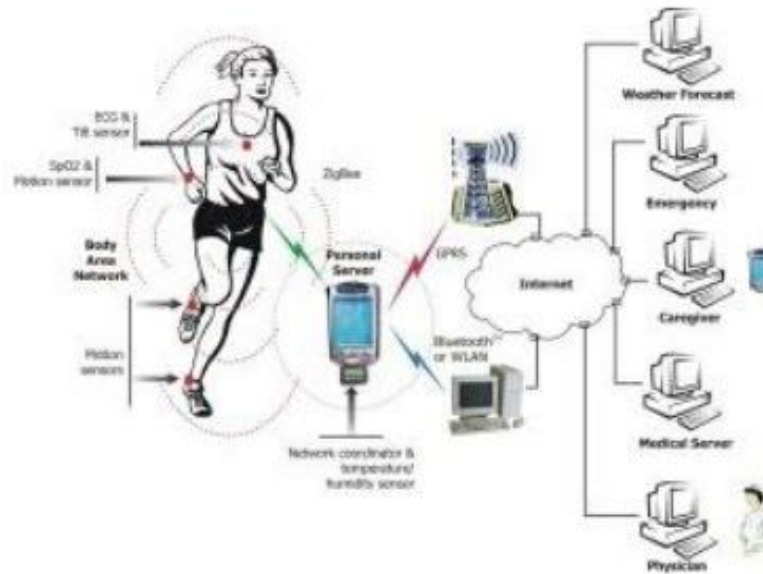 ECG &
Tilt sensor
SpO2 &
Motion sensor
ZigBee
Body
Area
Network
Motion
sensors
Personal
Server
GPRS
Bluetooth
or WLAN
Network coordinator &
temperature/
humidity sensor
Internet
Weather Forecast
Emergency
Caregiver
Medical Server
Physician